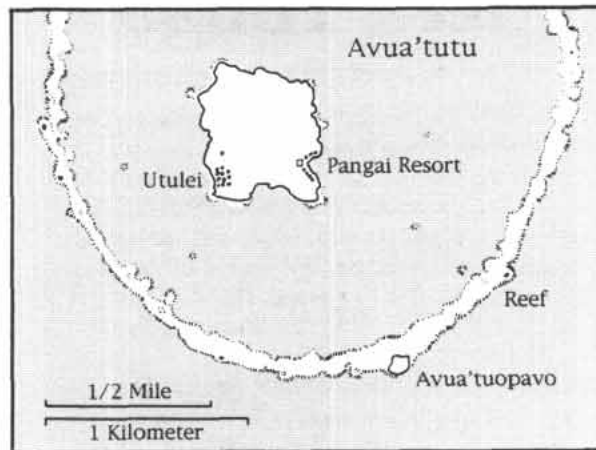 Avua'tutu
Utulei
Pangai Resort
Reef
Avua'tuopavo
1/2 Mile
1 Kilometer